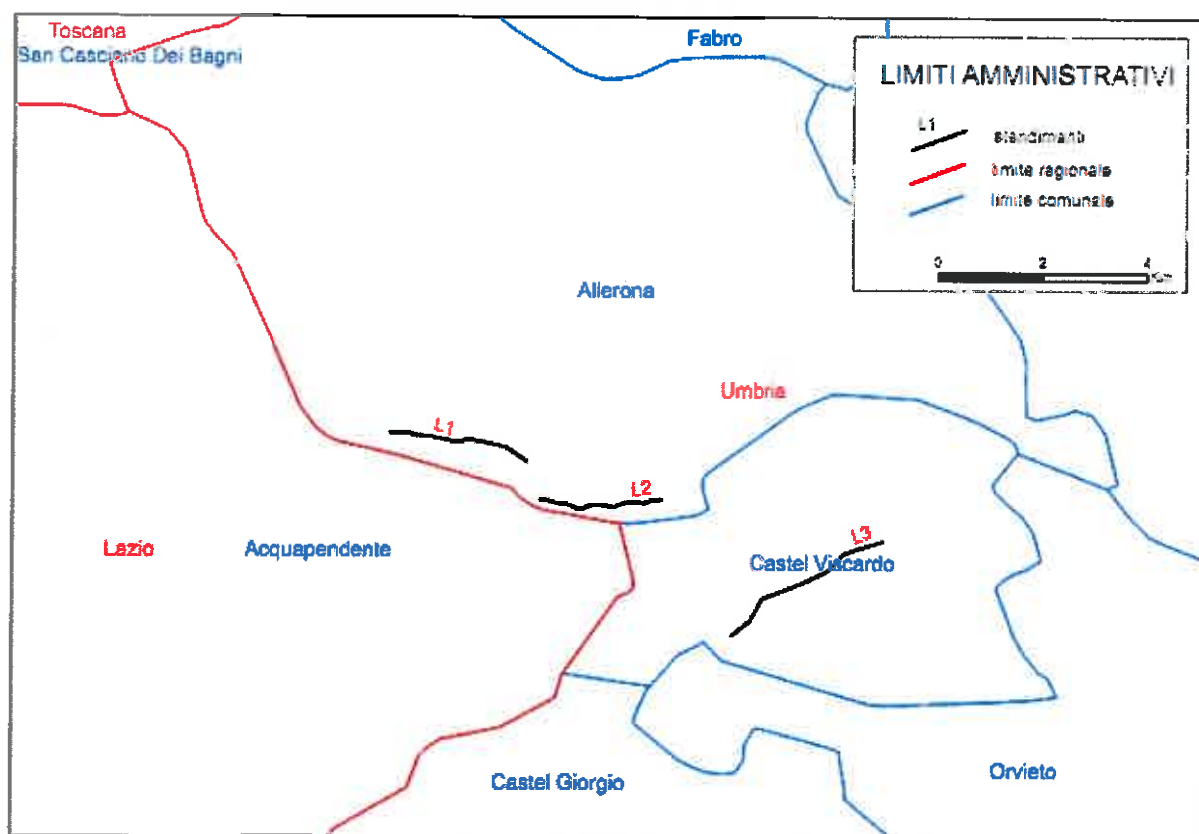 Toscana
San Casciano Dei Bagni
Fabro
LIMITI AMMINISTRATIVI
L1
stendimenti
limite regionale
limite comunale
0 2 4
Km
Allerona
Umbria
L1
L2
L3
Lazio
Acquapendente
Castel Viscardo
Castel Giorgio
Orvieto